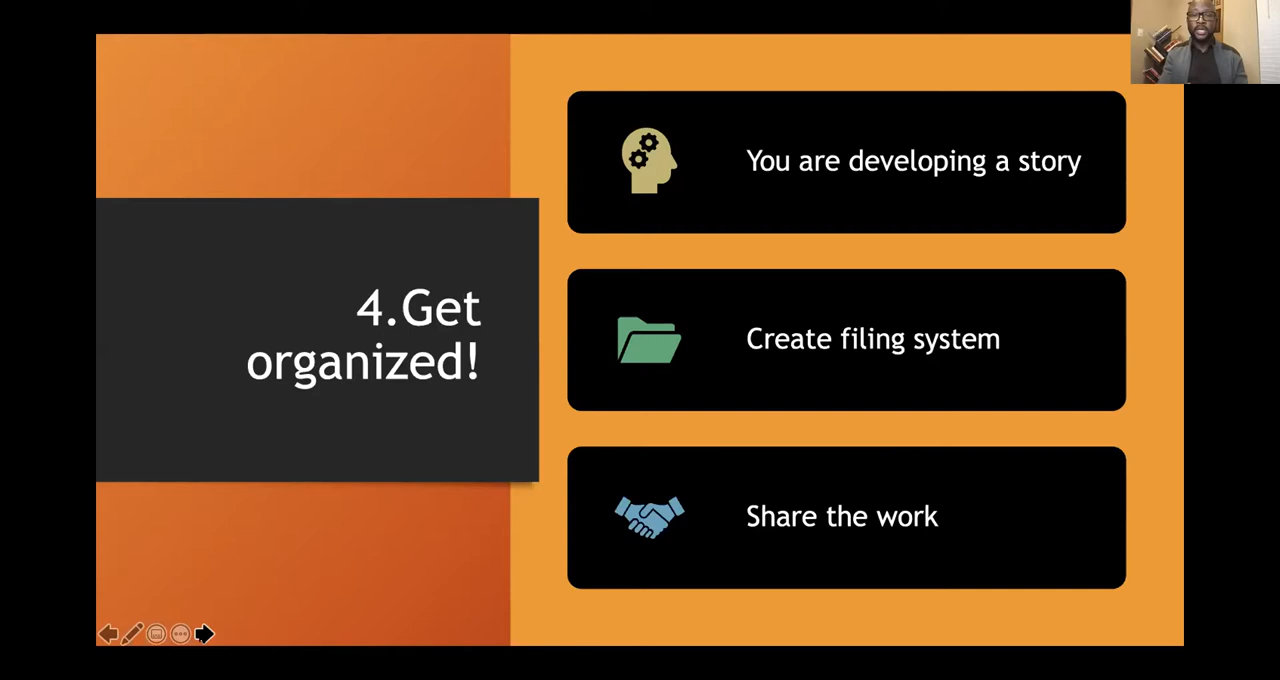 4.Get
organized!
You are developing a story
Create filing system
Share the work